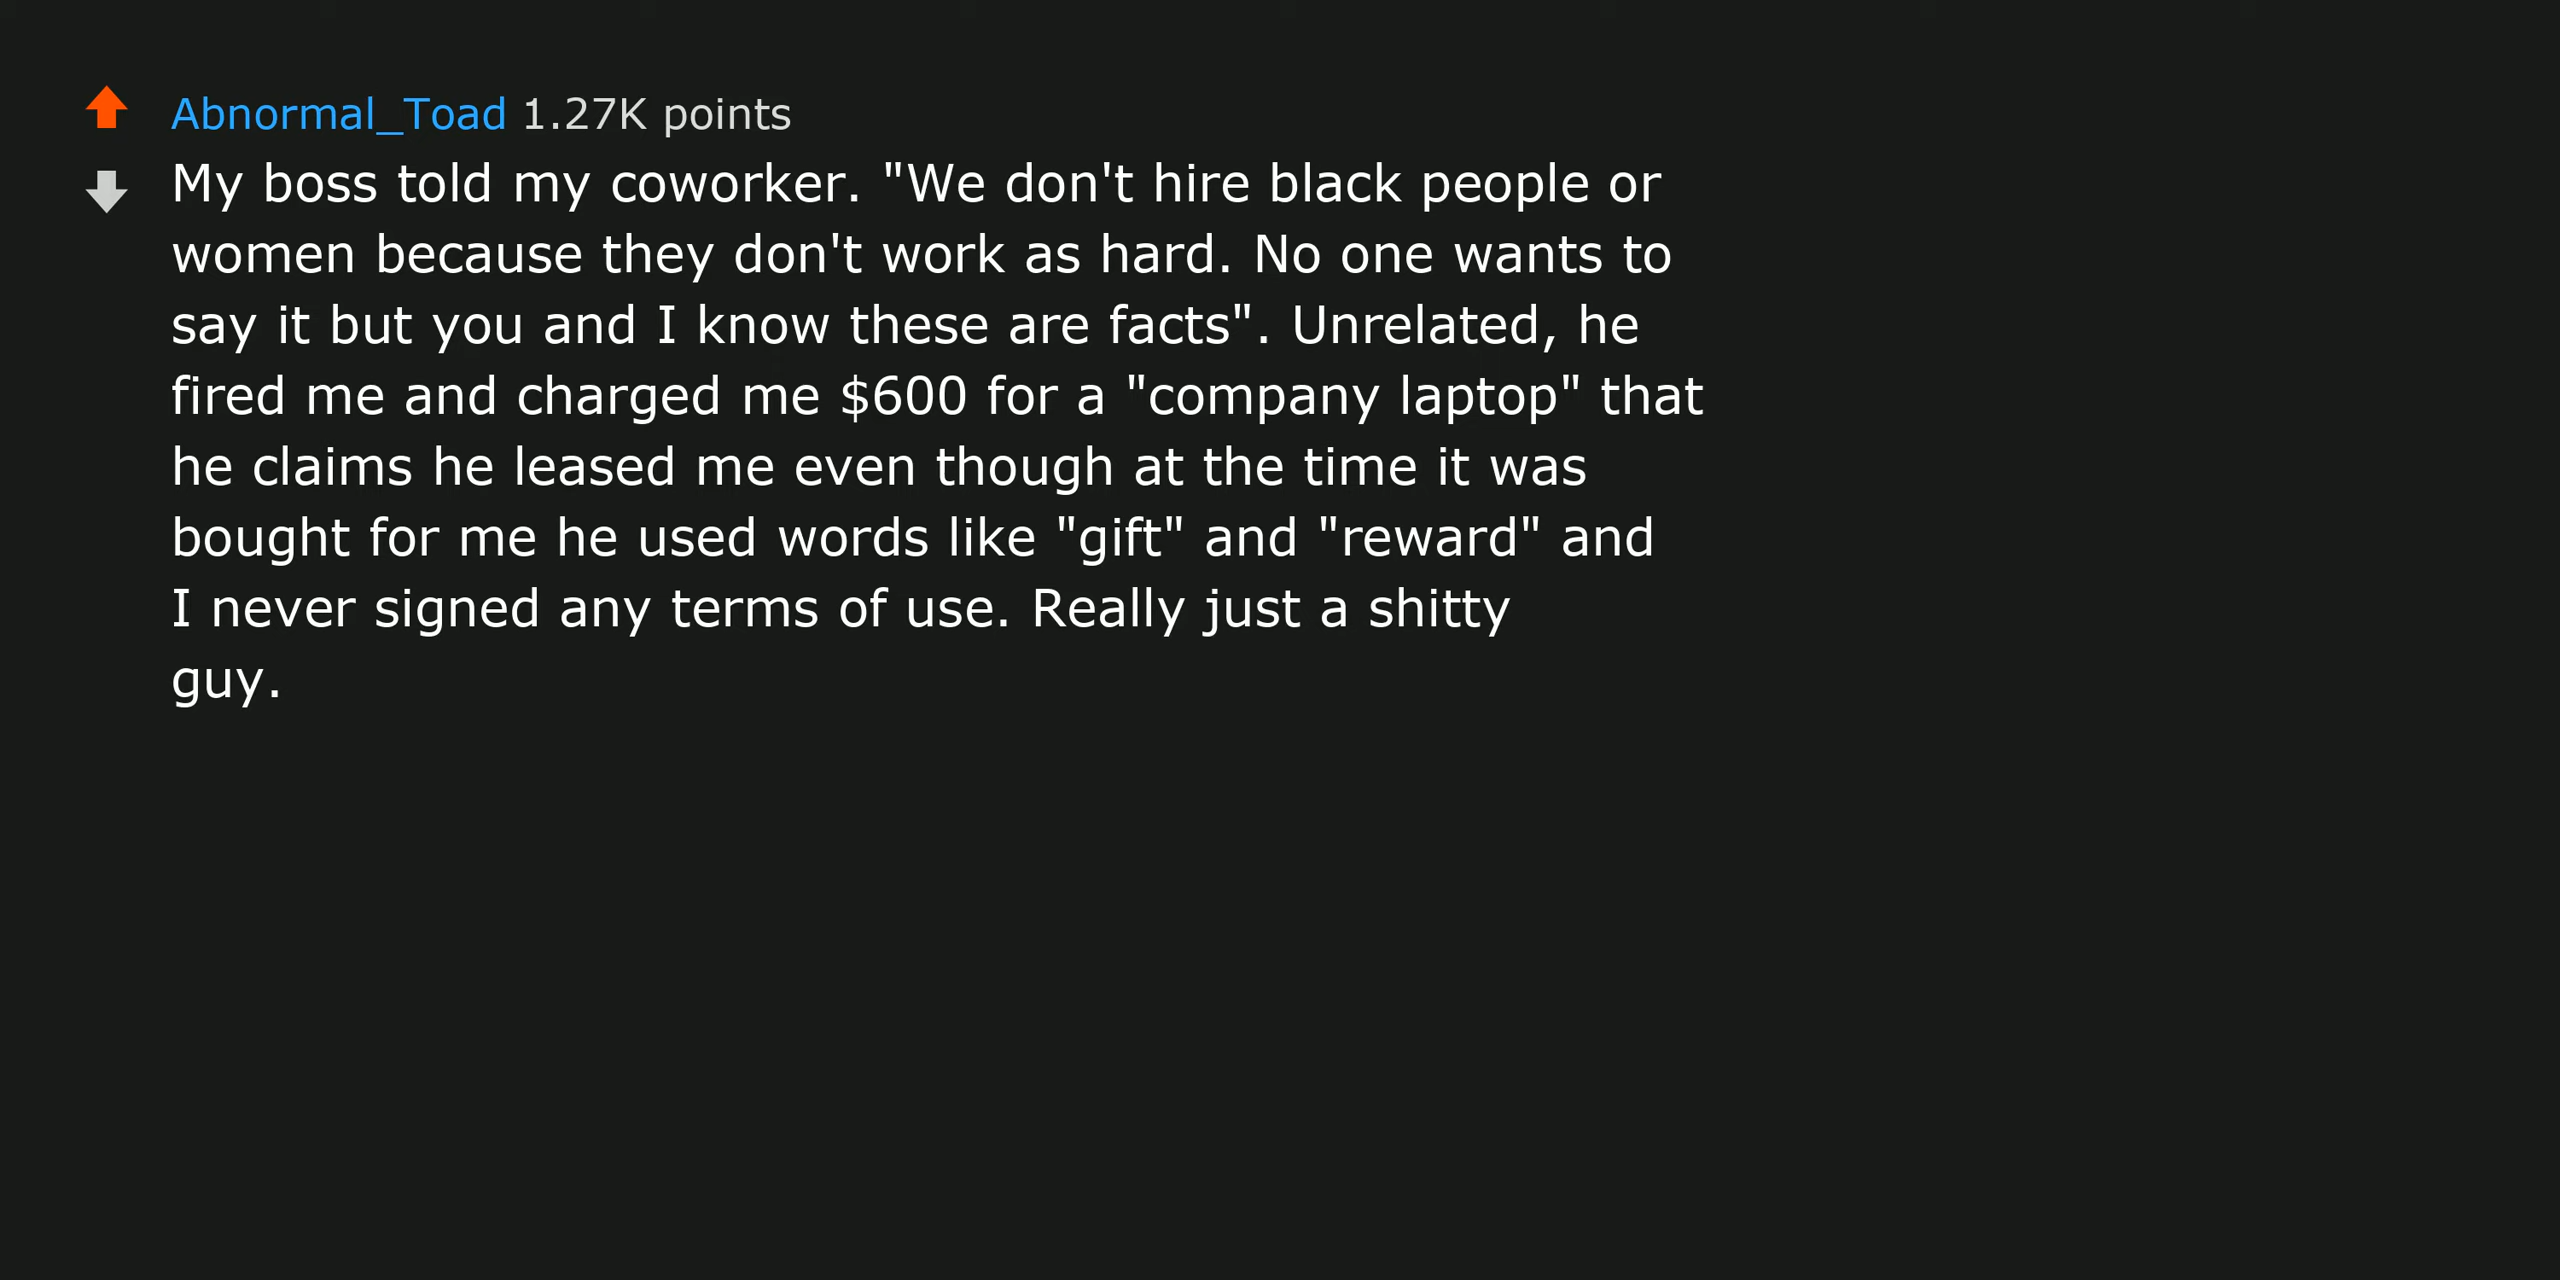 Abnormal_Toad 1.27K points
My boss told my coworker. "We don't hire black people or
women because they don't work as hard. No one wants to
say it but you and I know these are facts". Unrelated, he
fired me and charged me $600 for a "company laptop" that
he claims he leased me even though at the time it was
bought for me he used words like "gift" and "reward" and
I never signed any terms of use. Really just a shitty
guy.